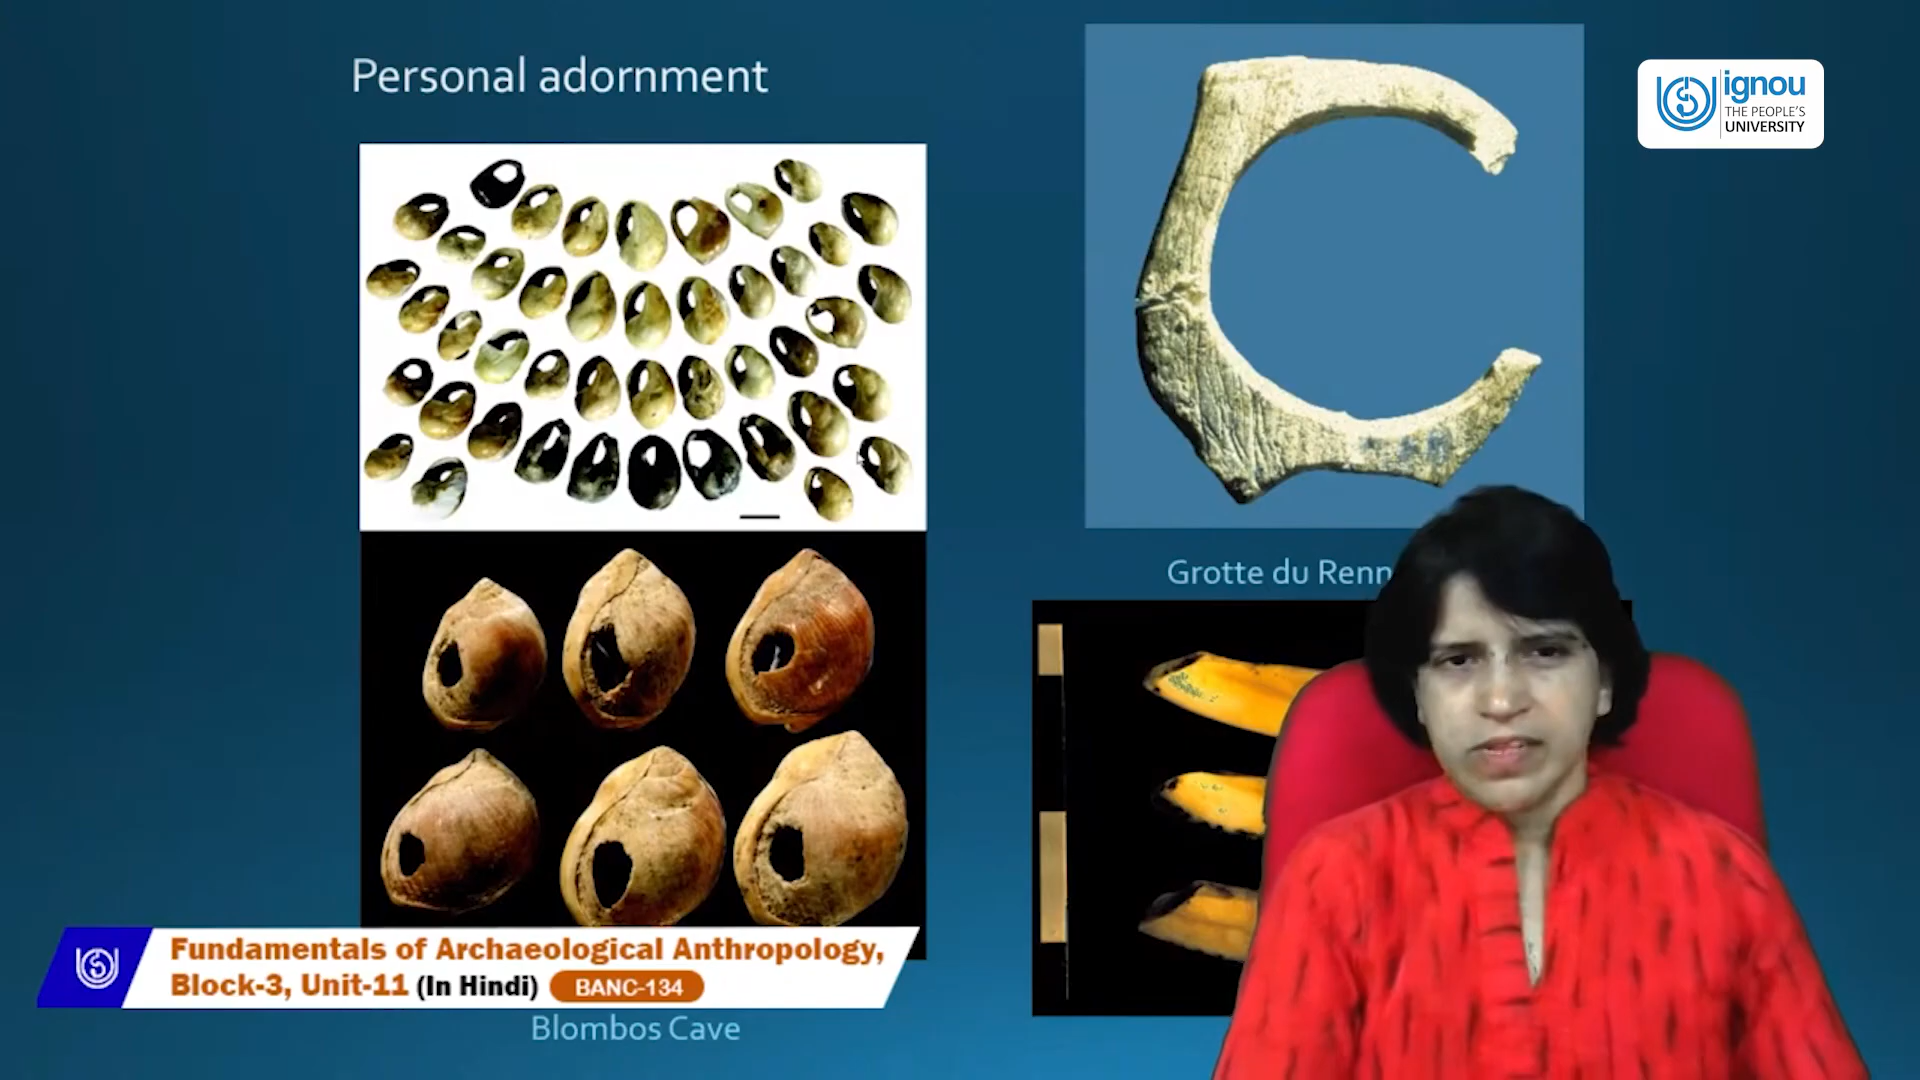 Personal adornment
ignou
THE PEOPLE'S
UNIVERSITY
Grotte du Renn
Fundamentals of Archaeological Anthropology,
Block-3, Unit-11 (In Hindi) BANC-134
Blombos Cave